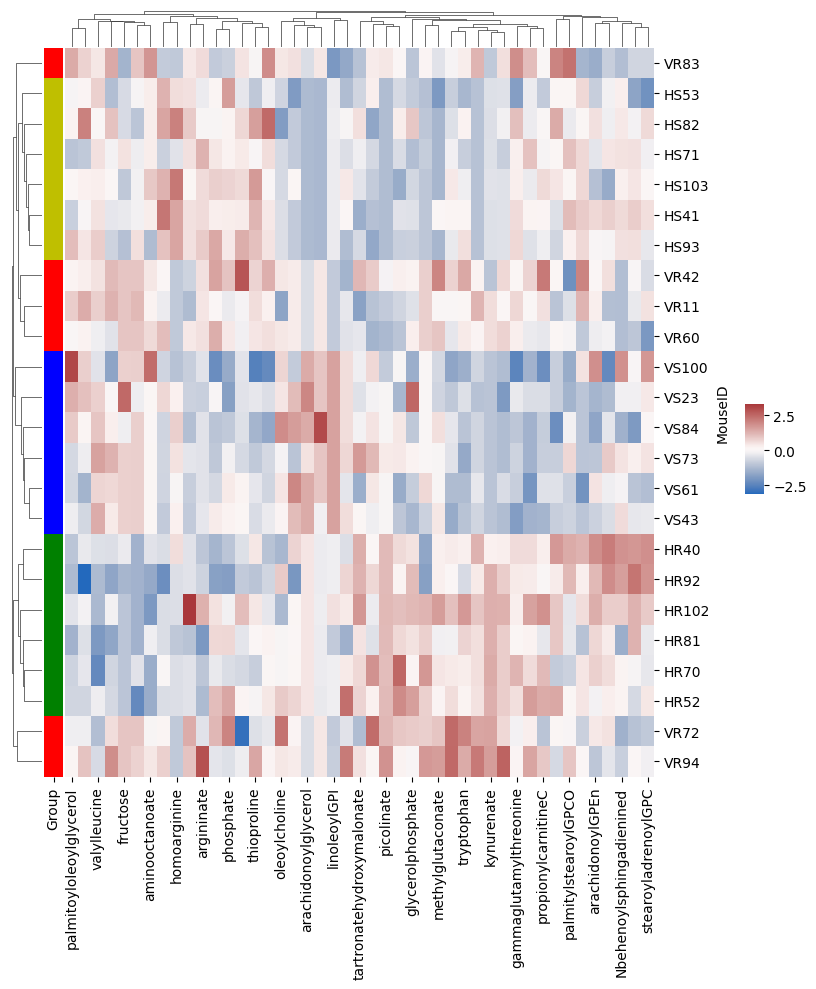 VR83
HS53
HS82
HS71
HS103
HS41
HS93
VR42
VR11
VR60
VS100
VS23
VS84
VS73
VS61
VS43
HR40
HR92
HR102
HR81
HR70
HR52
VR72
VR94
MouseID
2.5
0.0
−2.5
Group
palmitoyloleoylglycerol
valylleucine
fructose
aminooctanoate
homoarginine
argininate
phosphate
thioproline
oleoylcholine
arachidonoylglycerol
linoleoylGPI
tartronatehydroxymalonate
picolinate
glycerolphosphate
methylglutaconate
tryptophan
kynurenate
gammaglutamylthreonine
propionylcarnitineC
palmitylstearoylGPCO
arachidonoylGPEn
Nbehenoylsphingadienined
stearoyladrenoylGPC